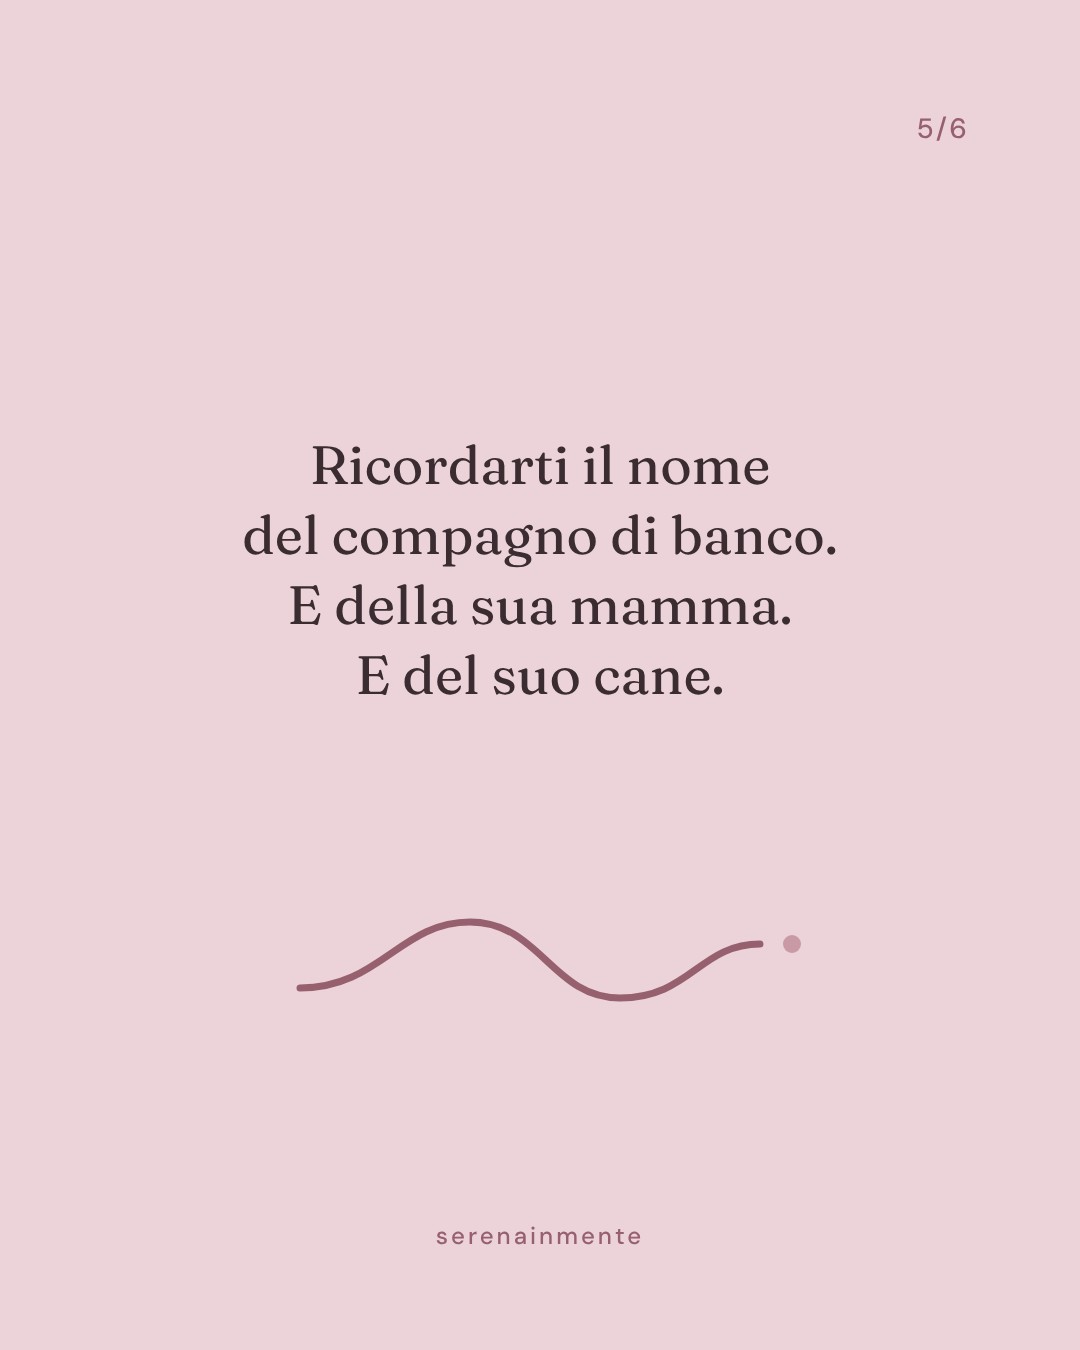 5/6
Ricordarti il nome
del compagno di banco.
E della sua mamma.
E del suo cane.
serenainmente